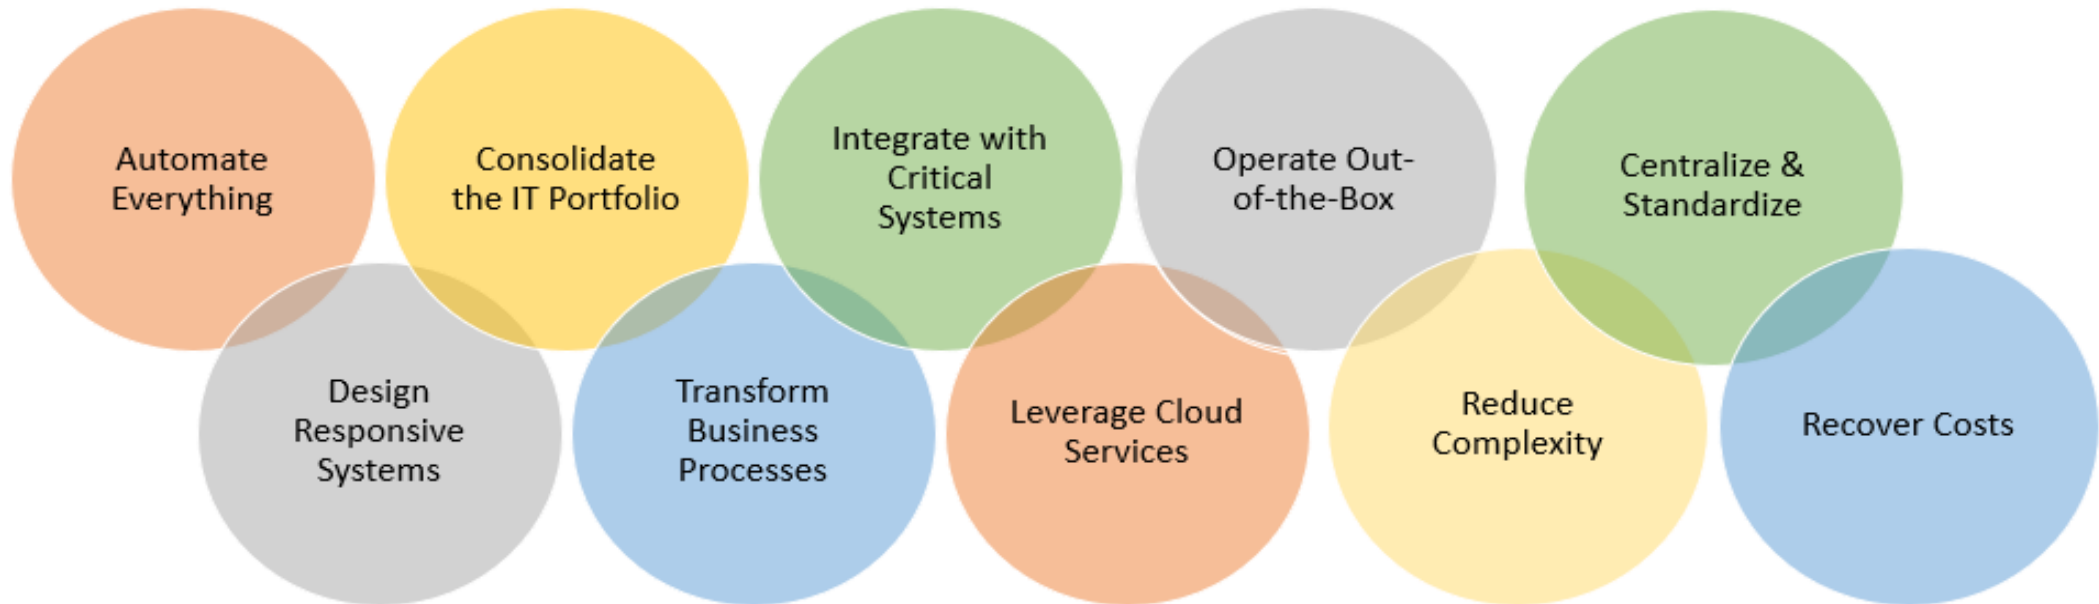 Automate
Everything
Consolidate
the IT Portfolio
Integrate with
Critical
Systems
Operate Out-
of-the-Box
Centralize &
Standardize
Design
Responsive
Systems
Transform
Business
Processes
Leverage Cloud
Services
Reduce
Complexity
Recover Costs